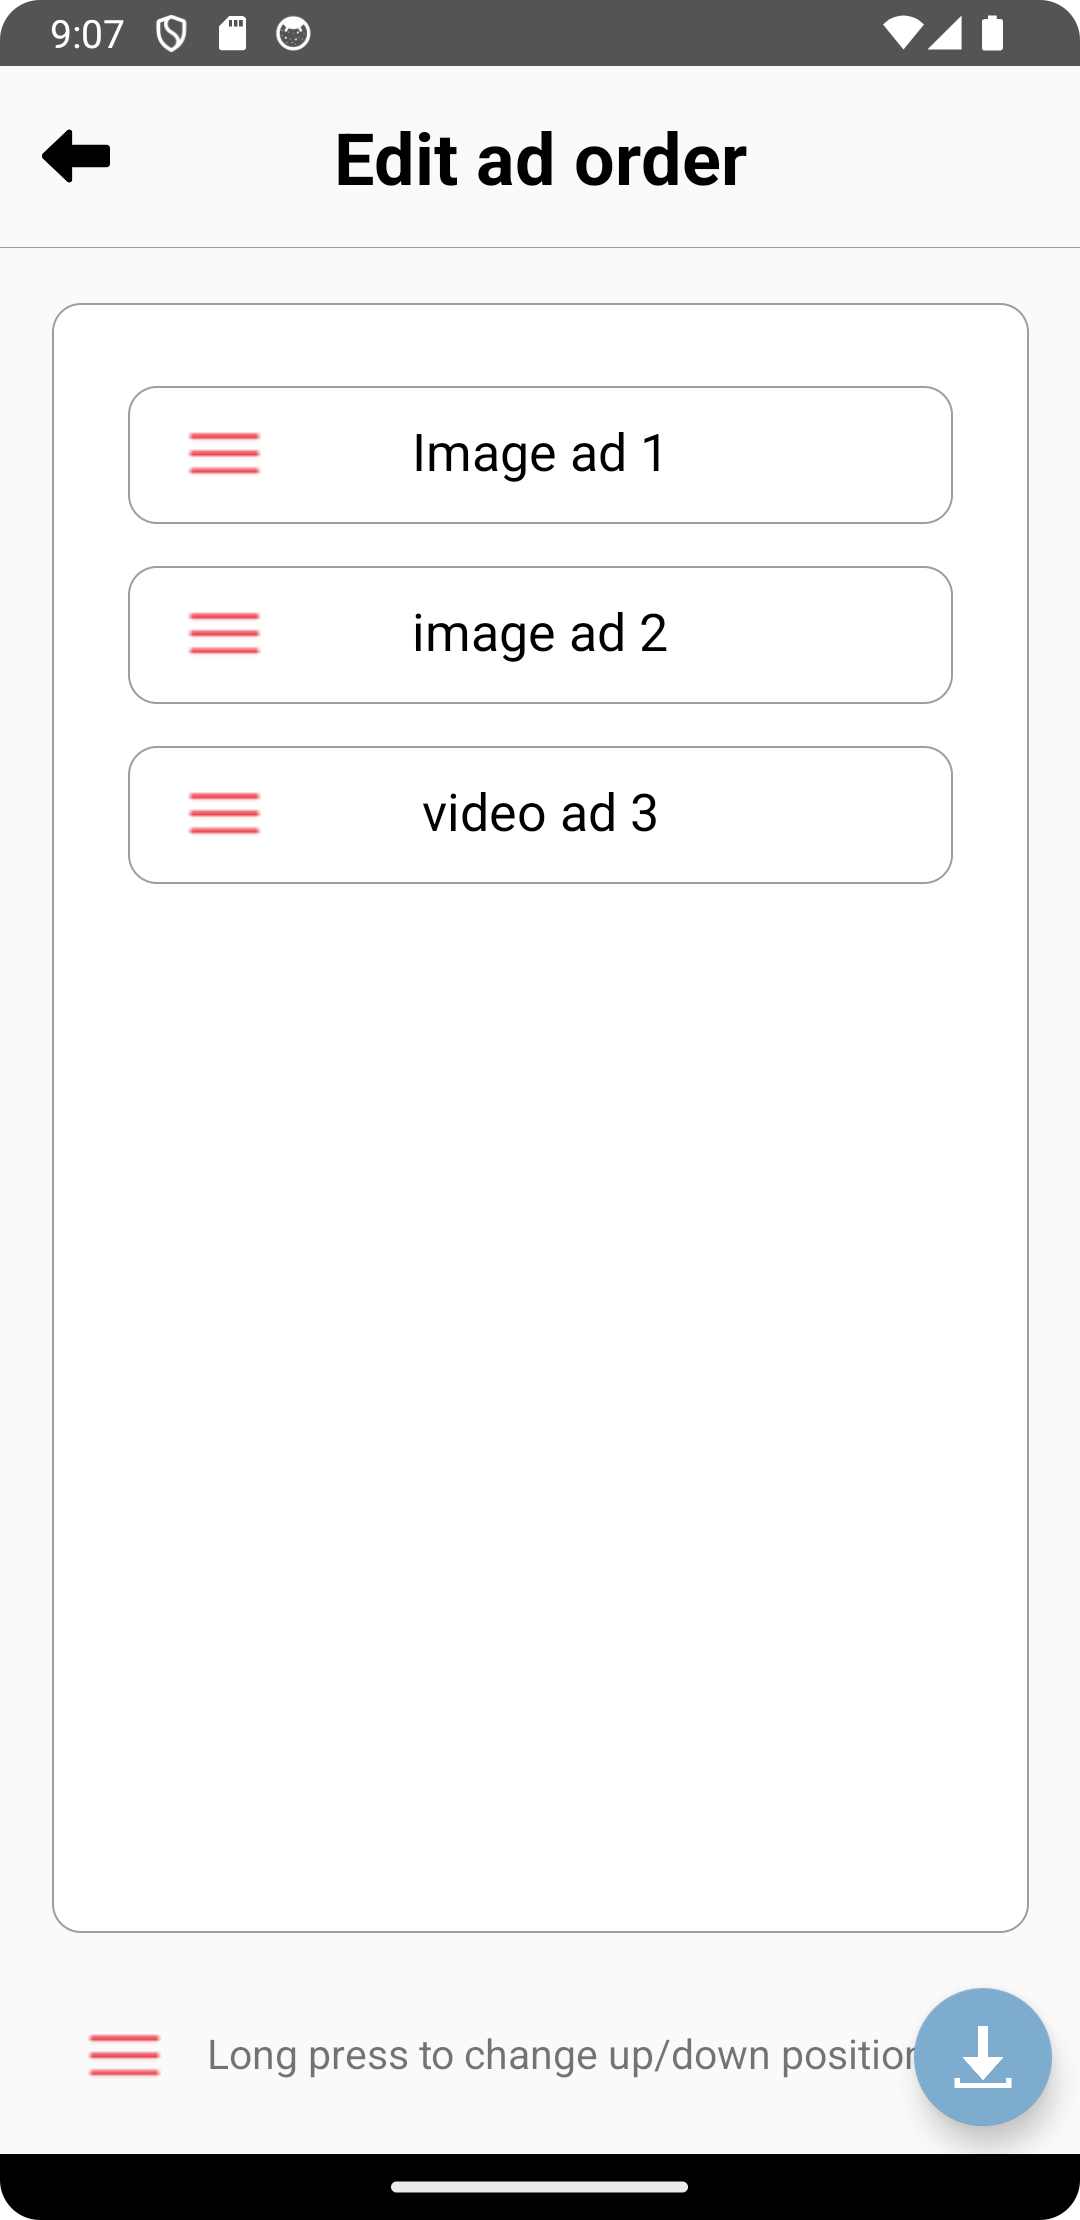 9:07
Edit ad order
Image ad 1
image ad 2
video ad 3
Long press to change up/down position